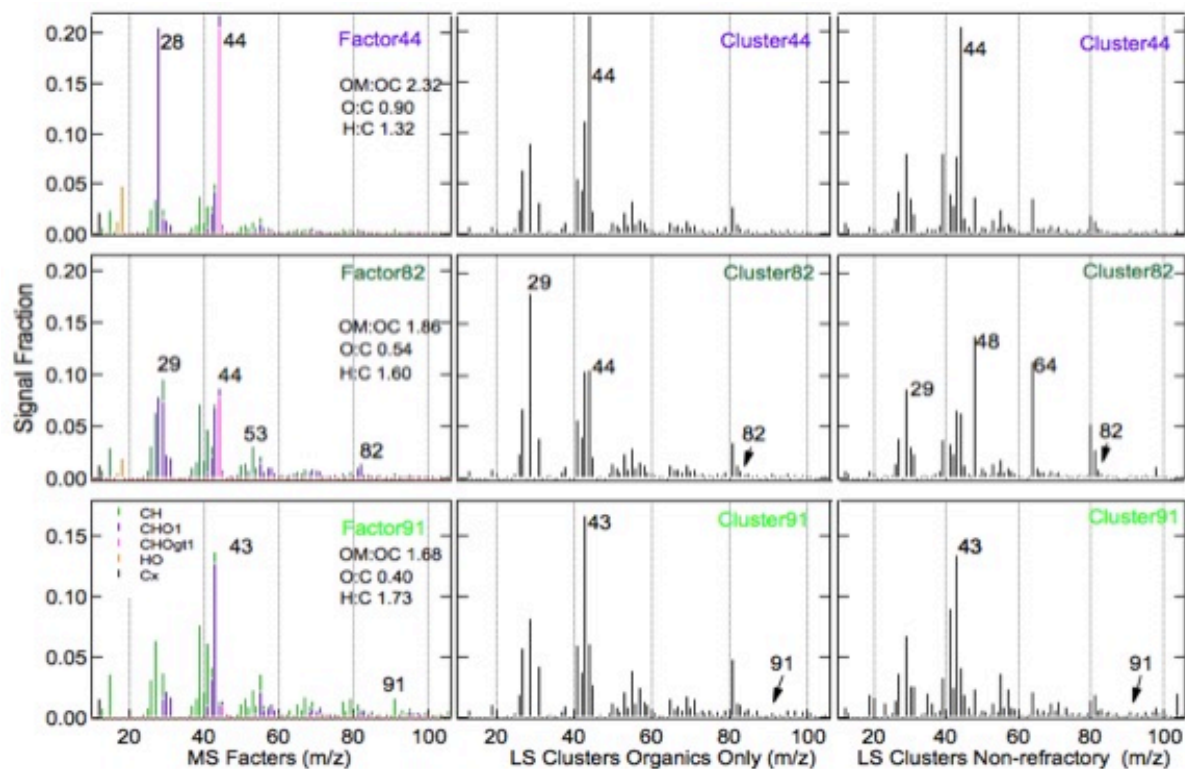 Signal Fraction
0.20
0.15
0.10
0.05
0.00
28
44
Factor44
OM:OC 2.32
O:C 0.90
H:C 1.32
44
Cluster44
44
Cluster44
0.20
0.15
0.10
0.05
0.00
29
44
53
82
Factor82
OM:OC 1.86
O:C 0.54
H:C 1.60
29
44
82
Cluster82
29
48
64
82
Cluster82
0.15
0.10
0.05
0.00
CH
CHO1
CHOgt1
HO
Cx
43
91
Factor91
OM:OC 1.68
O:C 0.40
H:C 1.73
43
91
Cluster91
43
91
Cluster91
20 40 60 80 100
20 40 60 80 100
20 40 60 80 100
MS Facters (m/z)
LS Clusters Organics Only (m/z)
LS Clusters Non-refractory (m/z)